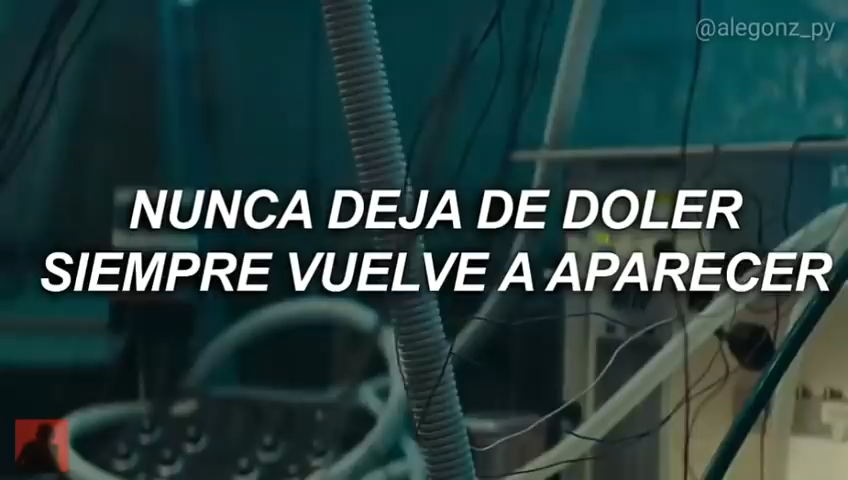 @alegonz_py
NUNCA DEJA DE DOLER
SIEMPRE VUELVE A APARECER